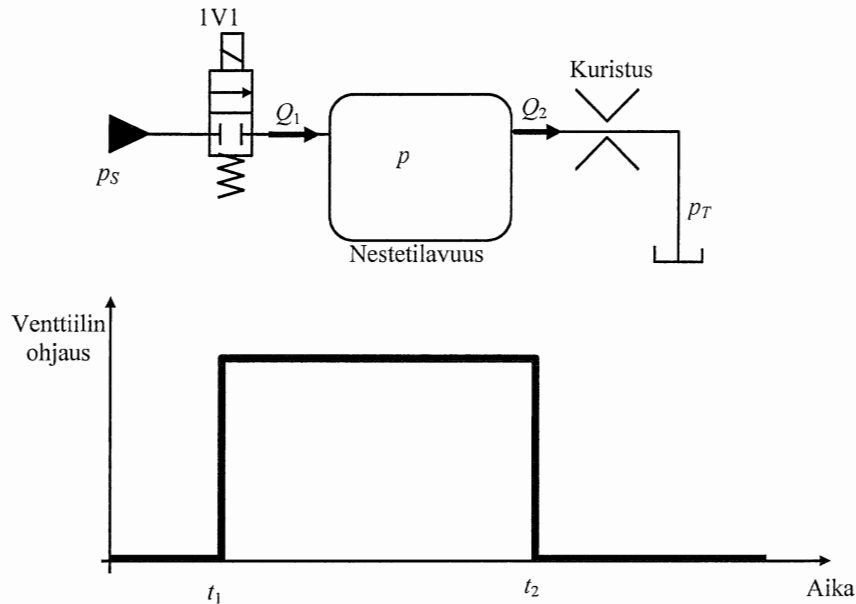 1V1
Kuristus
Q1
Q2
pS
p
pT
Nestetilavuus
Venttiilin
ohjaus
t1
t2
Aika